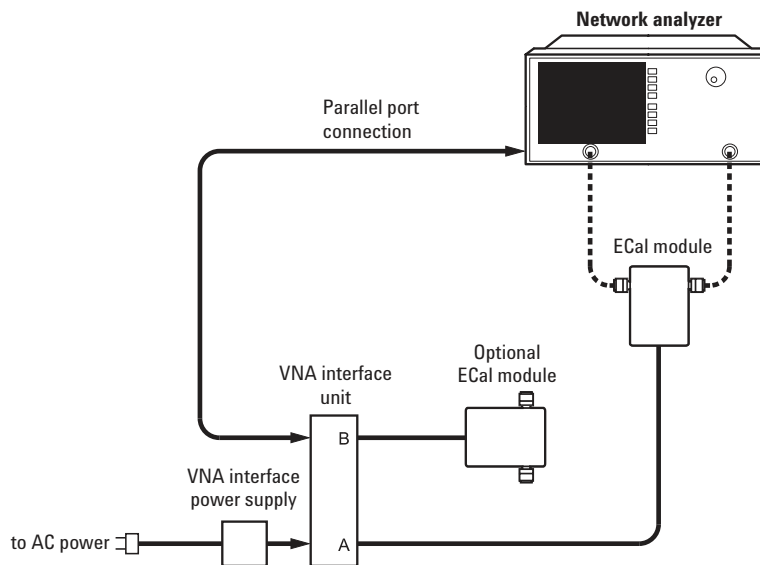 Network analyzer
Parallel port
connection
ECal module
Optional
ECal module
VNA interface
unit
B
VNA interface
power supply
to AC power
A